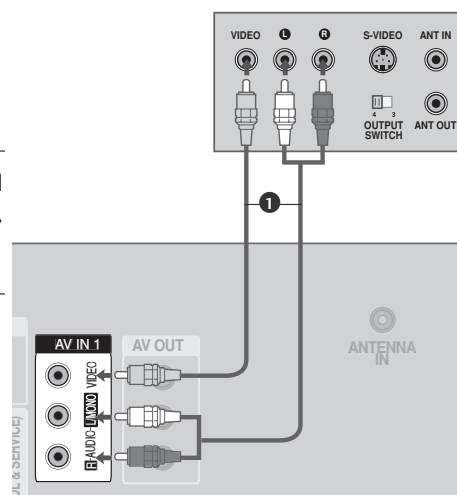 VIDEO L R S-VIDEO ANT IN
4 3
OUTPUT SWITCH
ANT OUT
1
AV IN 1
AV OUT
ANTENNA IN
VIDEO
L/MONO
AUDIO
R
& SERVICE)